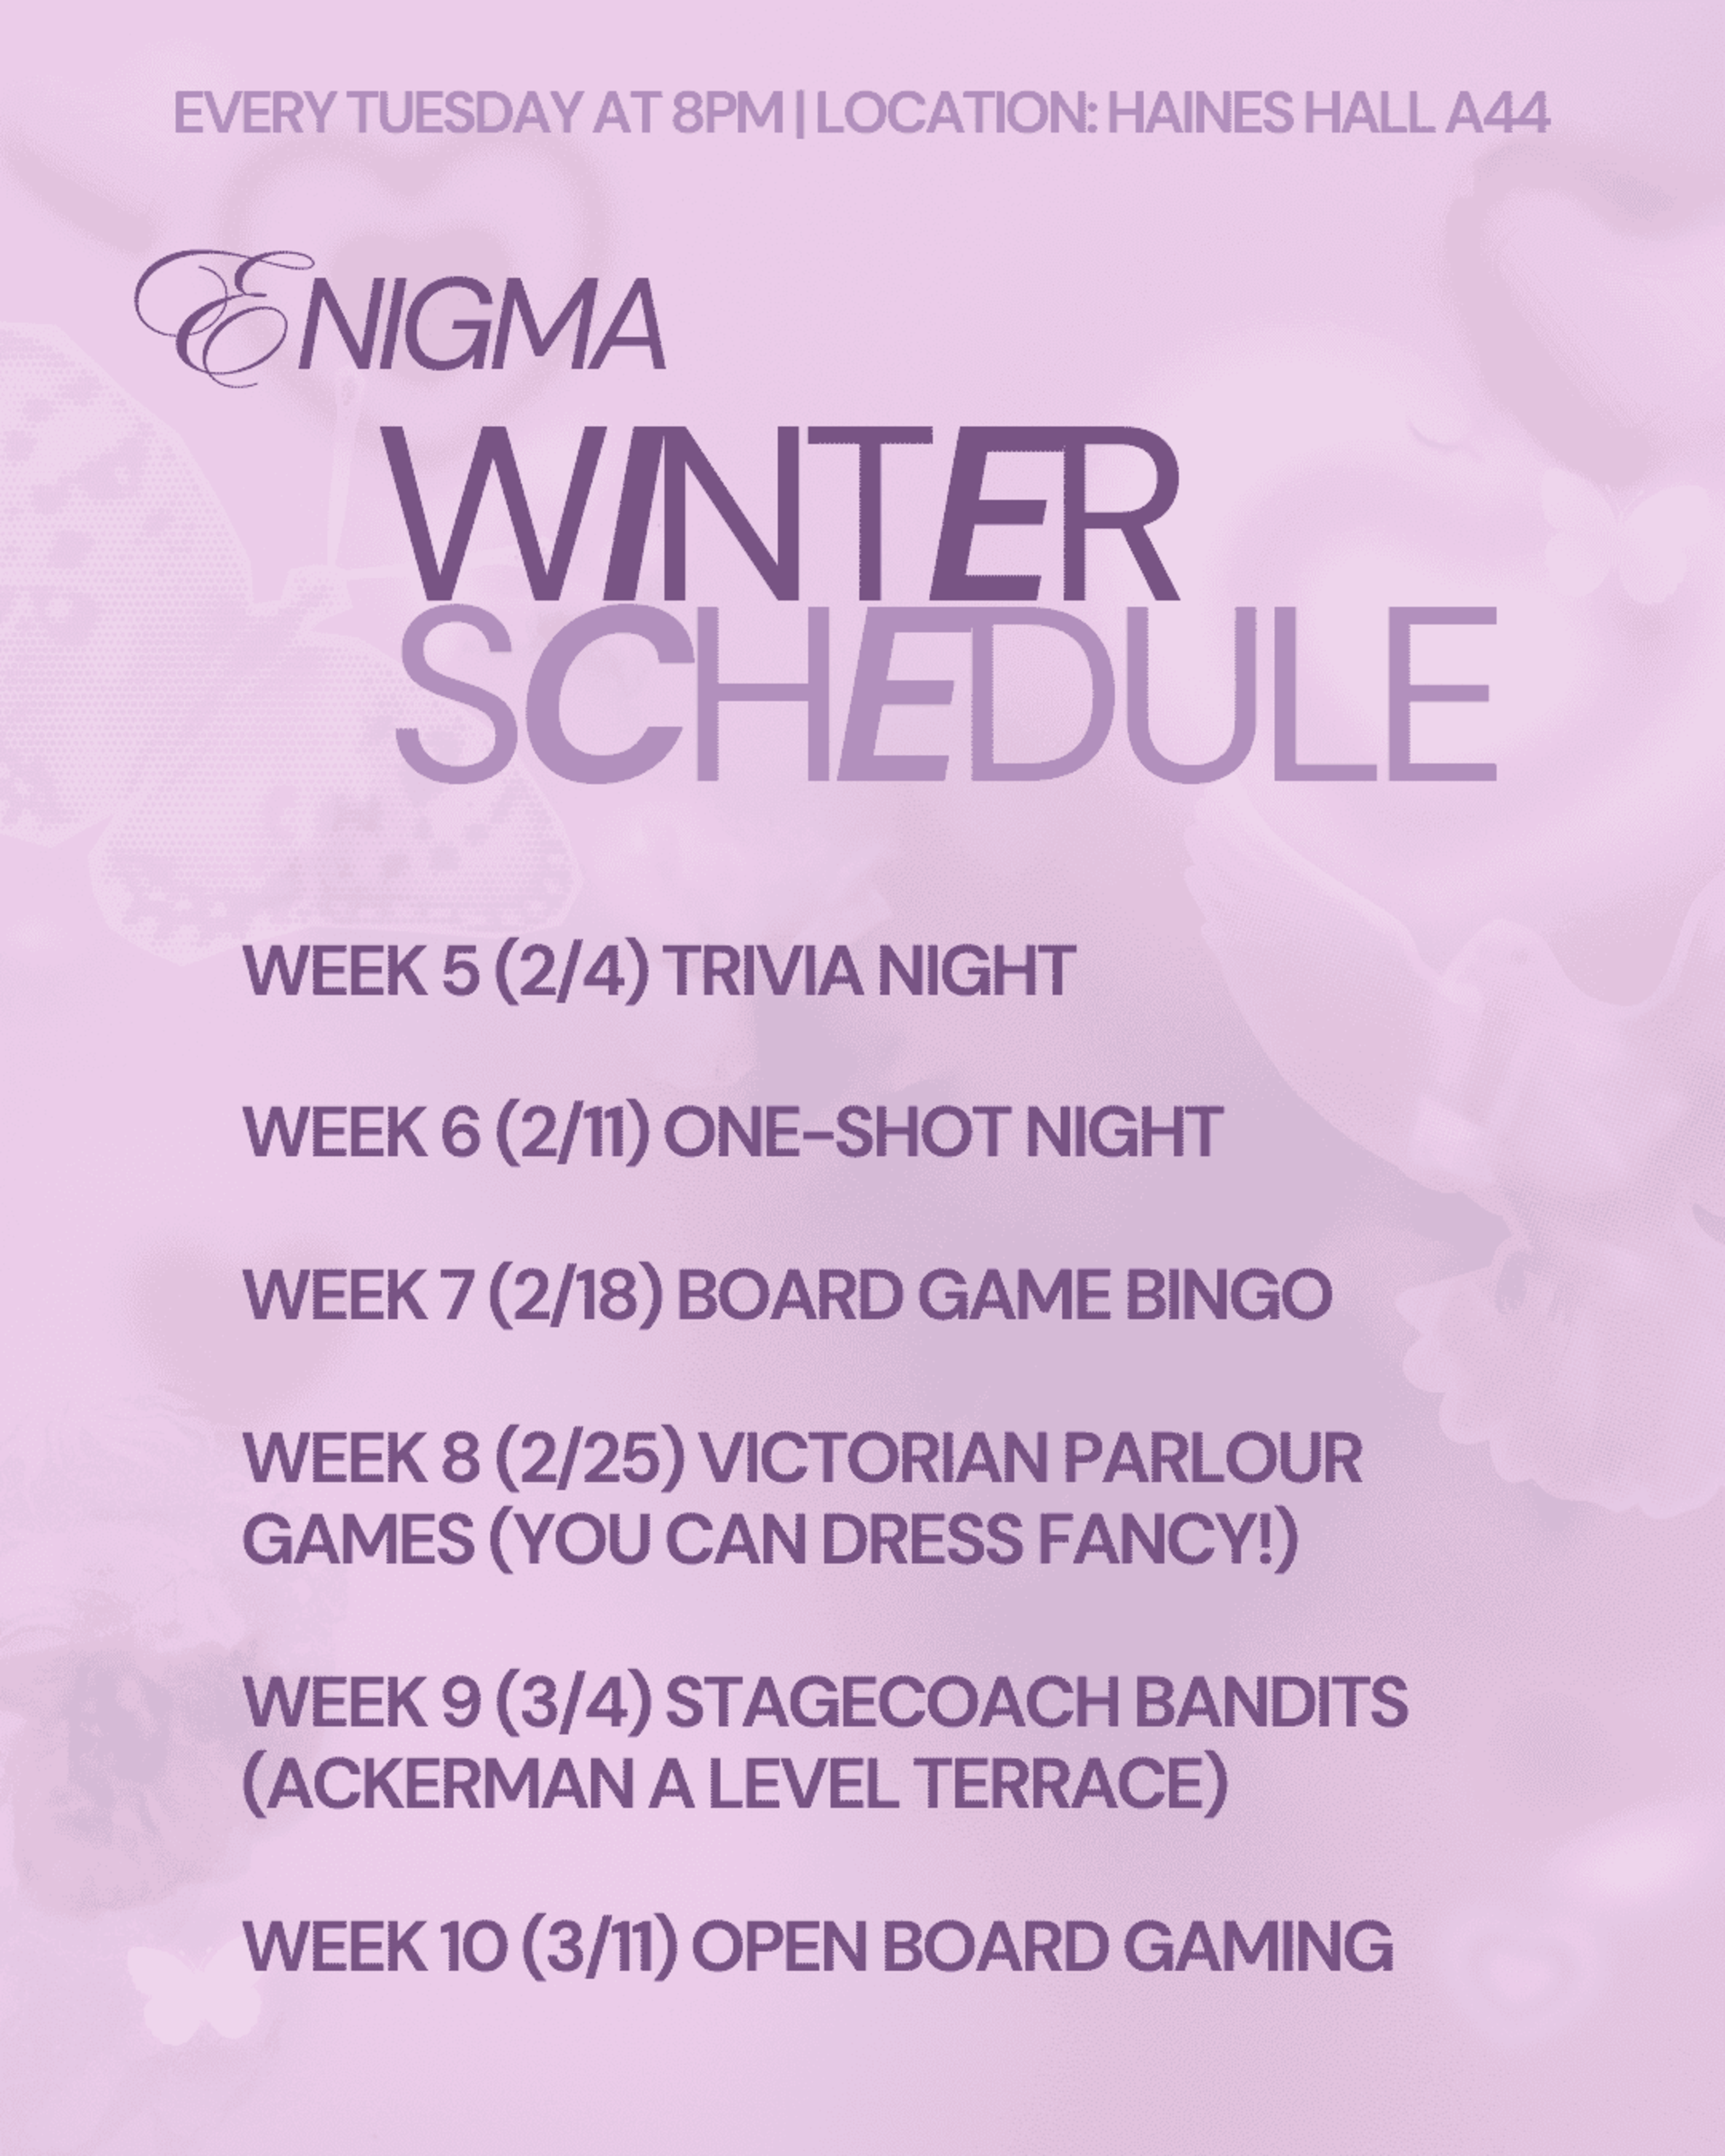 EVERY TUESDAY AT 8PM | LOCATION: HAINES HALL A44
ENIGMA
WINTER
SCHEDULE
WEEK 5 (2/4) TRIVIA NIGHT
WEEK 6 (2/11) ONE-SHOT NIGHT
WEEK 7 (2/18) BOARD GAME BINGO
WEEK 8 (2/25) VICTORIAN PARLOUR
GAMES (YOU CAN DRESS FANCY!)
WEEK 9 (3/4) STAGECOACH BANDITS
(ACKERMAN A LEVEL TERRACE)
WEEK 10 (3/11) OPEN BOARD GAMING